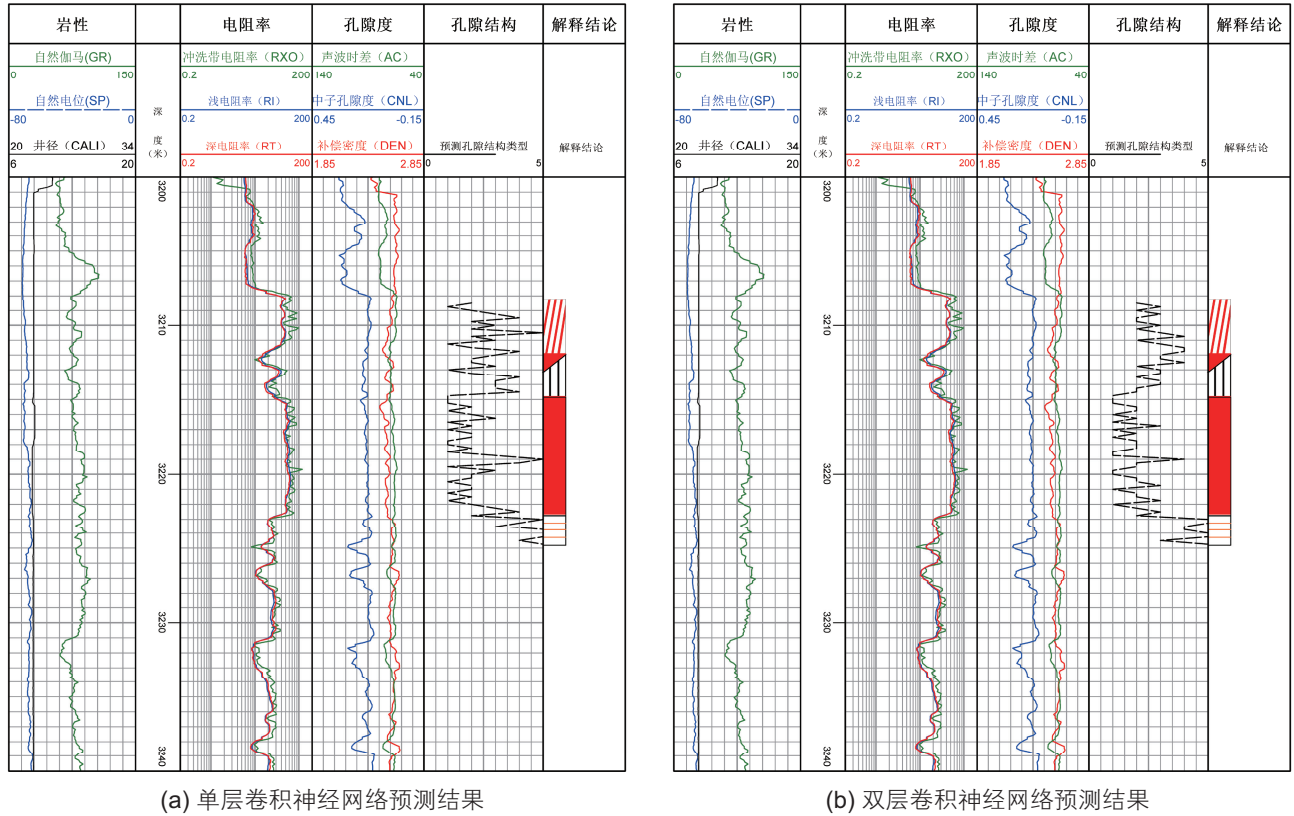 岩性 电阻率 孔隙度 孔隙结构 解释结论
自然伽马(GR) 冲洗带电阻率（RXO） 声波时差（AC）
0 150 0.2 200 140 40
自然电位(SP) 深度（米） 浅电阻率（RI） 中子孔隙度（CNL）
-80 0 0.2 200 0.45 -0.15
20 井径（CALI） 34 深电阻率（RT） 补偿密度（DEN） 预测孔隙结构类型 解释结论
6 16 0.2 200 1.85 2.85 0 5
3200
3210
3220
3230
3240
(a) 单层卷积神经网络预测结果
岩性 电阻率 孔隙度 孔隙结构 解释结论
自然伽马(GR) 冲洗带电阻率（RXO） 声波时差（AC）
0 150 0.2 200 140 40
自然电位(SP) 深度（米） 浅电阻率（RI） 中子孔隙度（CNL）
-80 0 0.2 200 0.45 -0.15
20 井径（CALI） 34 深电阻率（RT） 补偿密度（DEN） 预测孔隙结构类型 解释结论
6 16 0.2 200 1.85 2.85 0 5
3200
3210
3220
3230
3240
(b) 双层卷积神经网络预测结果